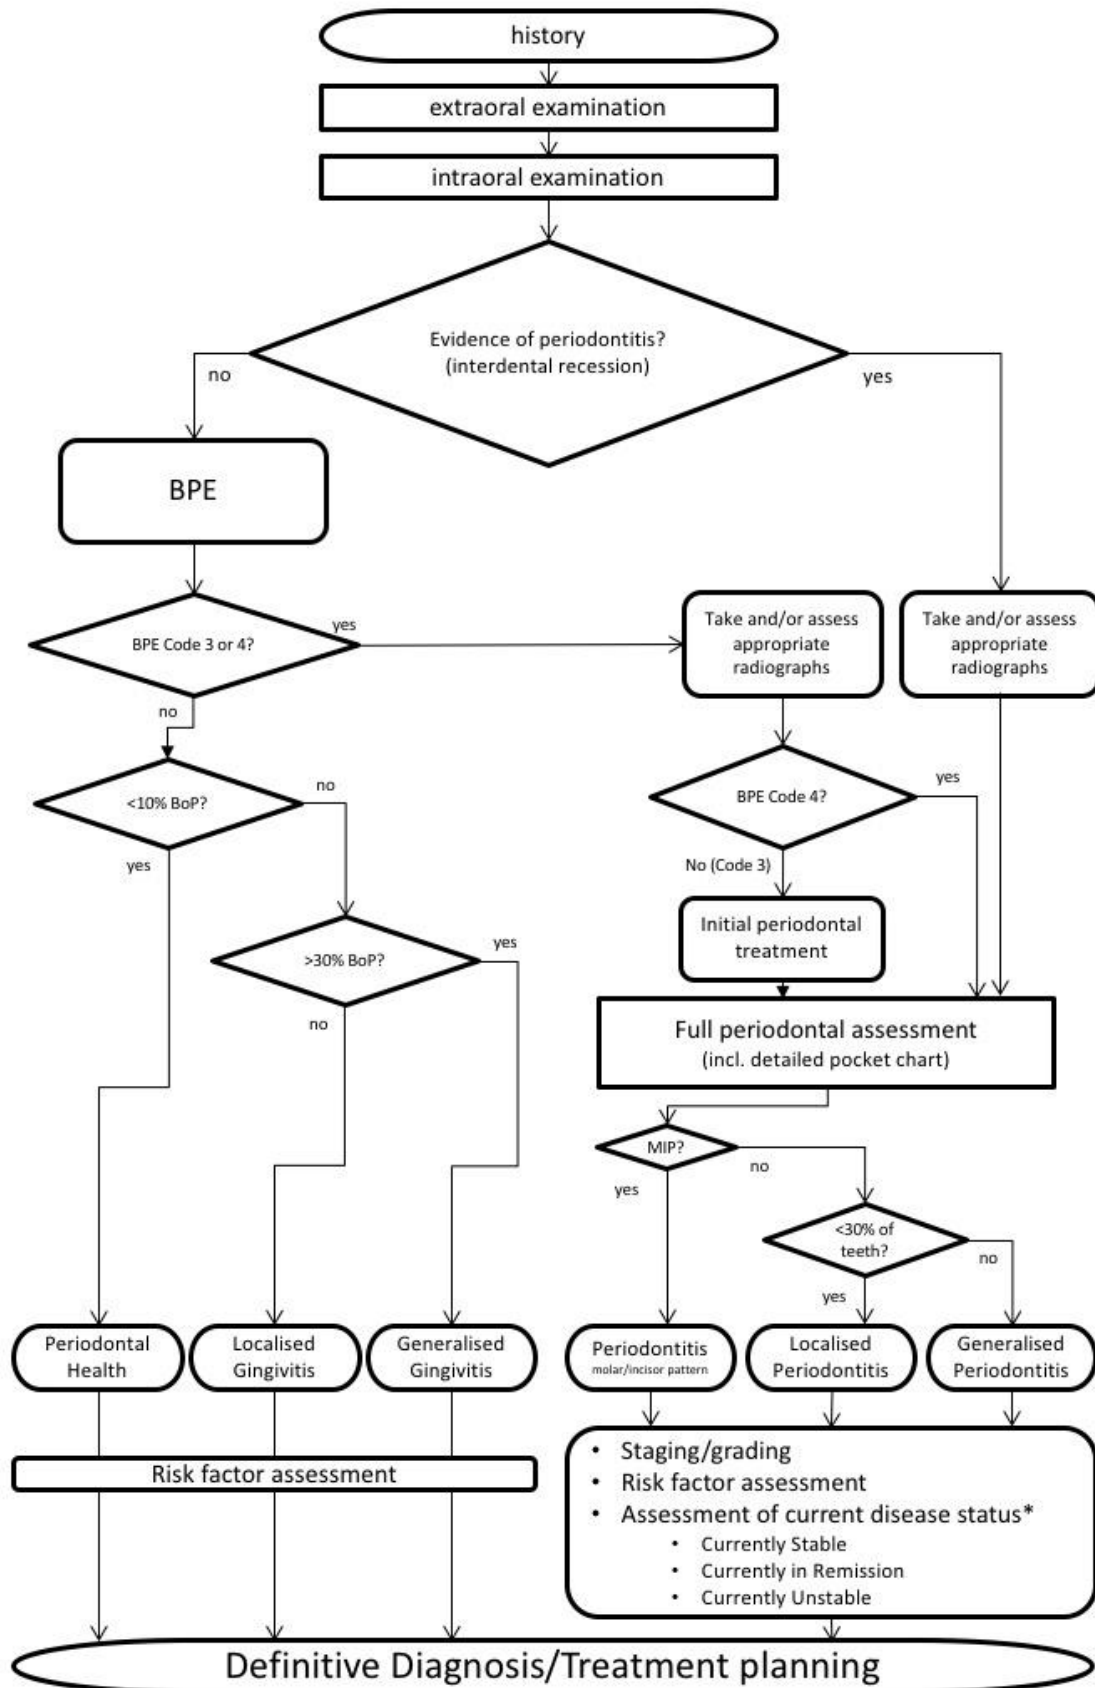 history
extraoral examination
intraoral examination
Evidence of periodontitis?
(interdental recession)
no
yes
BPE
BPE Code 3 or 4?
yes
no
Take and/or assess
appropriate
radiographs
Take and/or assess
appropriate
radiographs
<10% BoP?
no
yes
BPE Code 4?
yes
No (Code 3)
Initial periodontal
treatment
>30% BoP?
yes
no
Full periodontal assessment
(incl. detailed pocket chart)
MIP?
no
yes
<30% of
teeth?
no
yes
Periodontal
Health
Localised
Gingivitis
Generalised
Gingivitis
Periodontitis
molar/incisor pattern
Localised
Periodontitis
Generalised
Periodontitis
Risk factor assessment
• Staging/grading
• Risk factor assessment
• Assessment of current disease status*
• Currently Stable
• Currently in Remission
• Currently Unstable
Definitive Diagnosis/Treatment planning